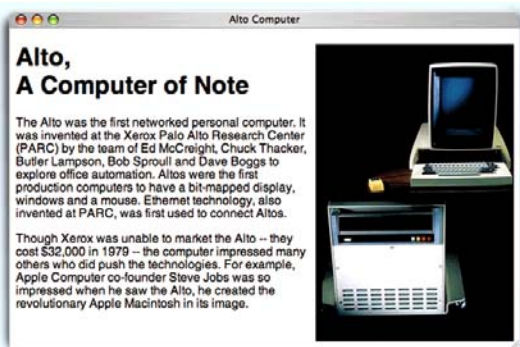 Alto Computer
Alto,
A Computer of Note
The Alto was the first networked personal computer. It
was invented at the Xerox Palo Alto Research Center
(PARC) by the team of Ed McCreight, Chuck Thacker,
Butler Lampson, Bob Sproull and Dave Boggs to
explore office automation. Altos were the first
production computers to have a bit-mapped display,
windows and a mouse. Ethernet technology, also
invented at PARC, was first used to connect Altos.
Though Xerox was unable to market the Alto -- they
cost $32,000 in 1979 -- the computer impressed many
others who did push the technologies. For example,
Apple Computer co-founder Steve Jobs was so
impressed when he saw the Alto, he created the
revolutionary Apple Macintosh in its image.